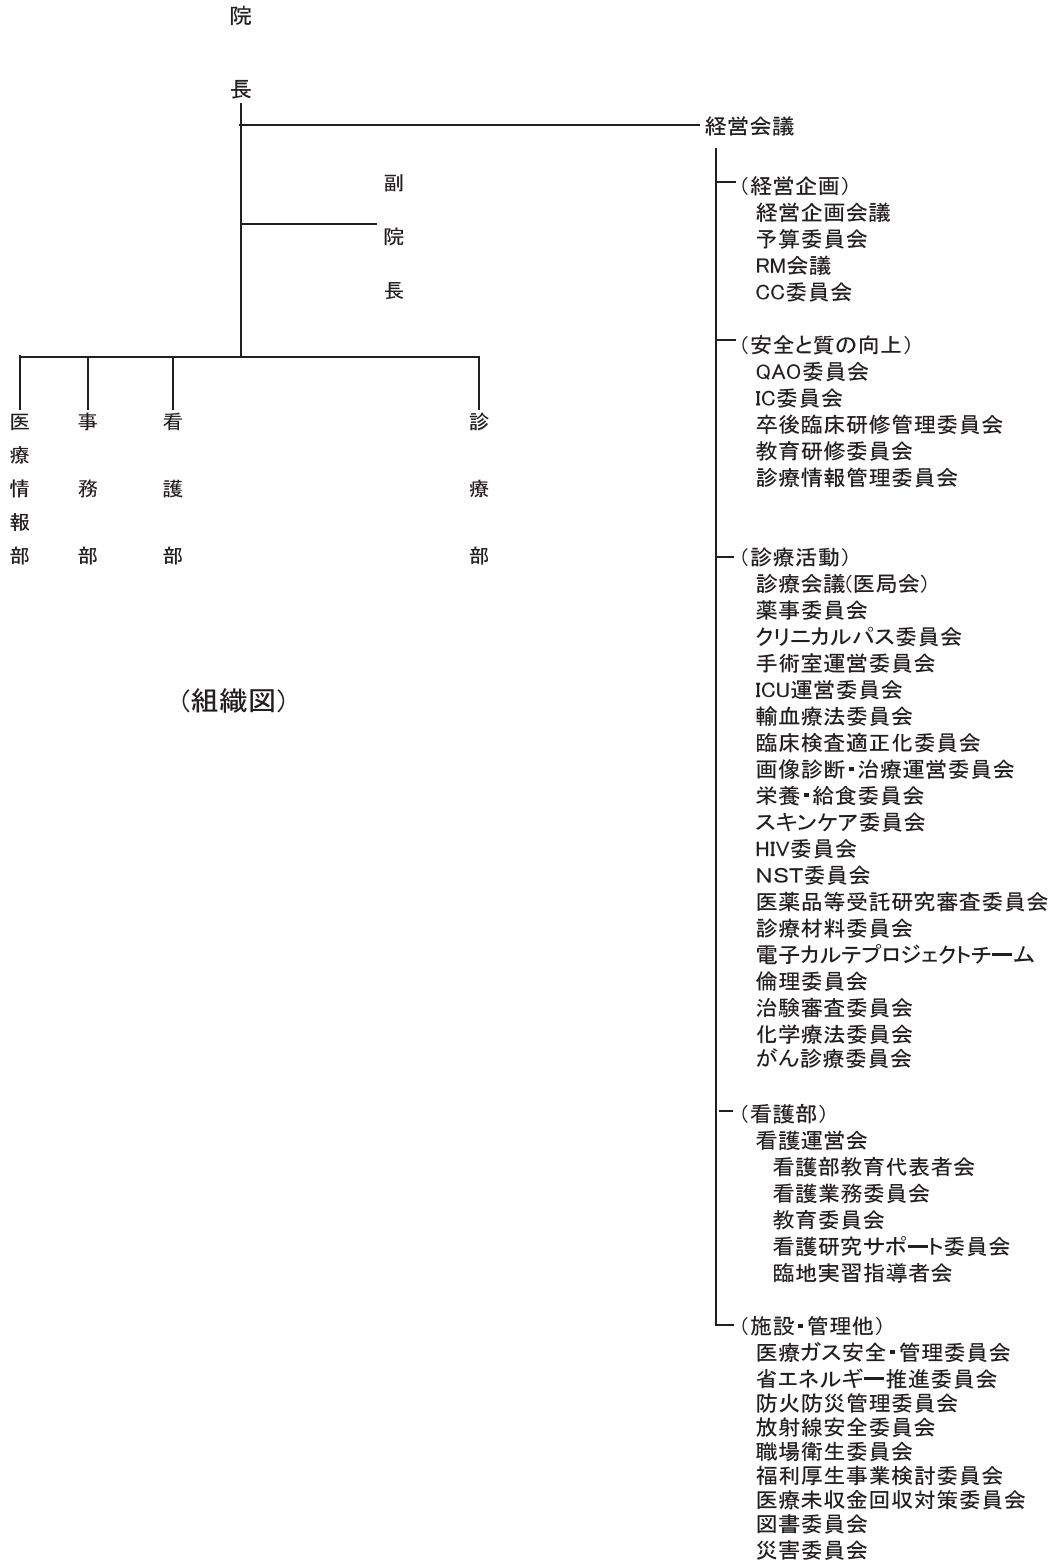 院長
経営会議
副院長
医療情報部
事務部
看護部
診療部
(組織図)
(経営企画)
経営企画会議
予算委員会
RM会議
CC委員会
(安全と質の向上)
QAO委員会
IC委員会
卒後臨床研修管理委員会
教育研修委員会
診療情報管理委員会
(診療活動)
診療会議(医局会)
薬事委員会
クリニカルパス委員会
手術室運営委員会
ICU運営委員会
輸血療法委員会
臨床検査適正化委員会
画像診断・治療運営委員会
栄養・給食委員会
スキンケア委員会
HIV委員会
NST委員会
医薬品等受託研究審査委員会
診療材料委員会
電子カルテプロジェクトチーム
倫理委員会
治験審査委員会
化学療法委員会
がん診療委員会
(看護部)
看護運営会
看護部教育代表者会
看護業務委員会
教育委員会
看護研究サポート委員会
臨地実習指導者会
(施設・管理他)
医療ガス安全・管理委員会
省エネルギー推進委員会
防火防災管理委員会
放射線安全委員会
職場衛生委員会
福利厚生事業検討委員会
医療未収金回収対策委員会
図書委員会
災害委員会